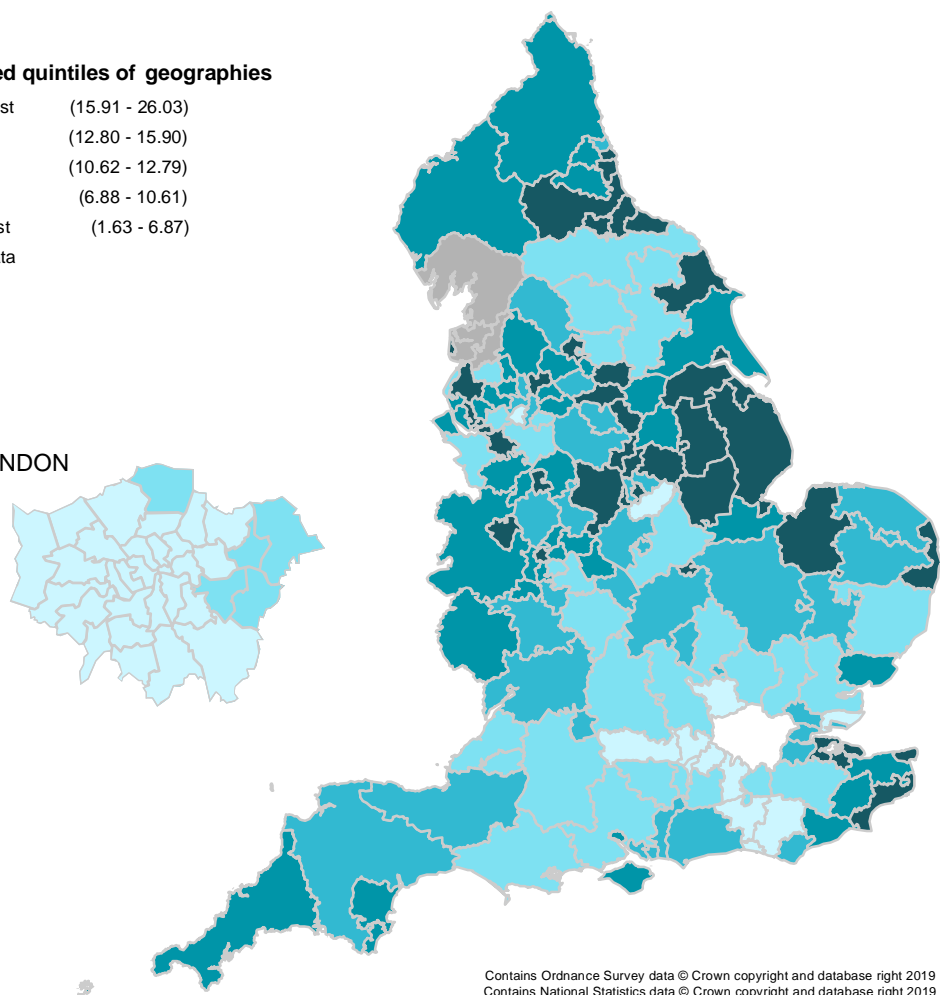 ed quintiles of geographies
st (15.91 - 26.03)
(12.80 - 15.90)
(10.62 - 12.79)
(6.88 - 10.61)
st (1.63 - 6.87)
ta
NDON
Contains Ordnance Survey data © Crown copyright and database right 2019
Contains National Statistics data © Crown copyright and database right 2019